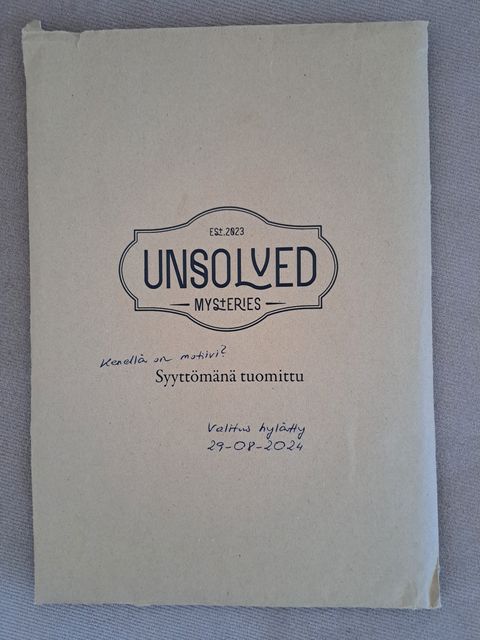 EST. 2023
UNSOLVED
MYSTERIES
Kenellä on motiivi?
Syyttömänä tuomittu
Valitus hylätty
29-08-2024